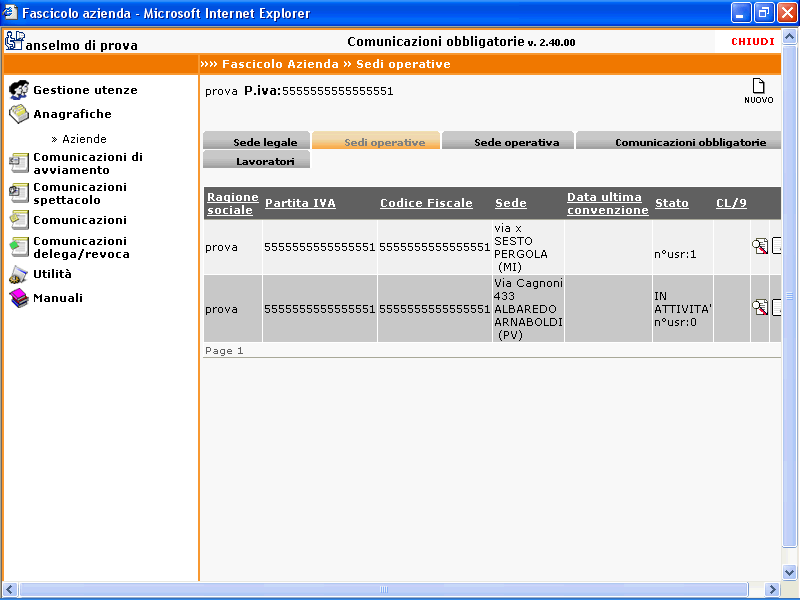 Fascicolo azienda - Microsoft Internet Explorer
anselmo di prova
Comunicazioni obbligatorie v. 2.40.00
CHIUDI
»»» Fascicolo Azienda » Sedi operative
Gestione utenze
Anagrafiche
» Aziende
Comunicazioni di
avviamento
Comunicazioni
spettacolo
Comunicazioni
Comunicazioni
delega/revoca
Utilità
Manuali
prova P.iva:5555555555555551
NUOVO
Sede legale
Sedi operative
Sede operativa
Comunicazioni obbligatorie
Lavoratori
Ragione
sociale
Partita IVA
Codice Fiscale
Sede
Data ultima
convenzione
Stato
CL/9
prova
5555555555555551
5555555555555551
via x
SESTO
PERGOLA
(MI)
n°usr:1
prova
5555555555555551
5555555555555551
Via Cagnoni
433
ALBAREDO
ARNABOLDI
(PV)
IN
ATTIVITA'
n°usr:0
Page 1